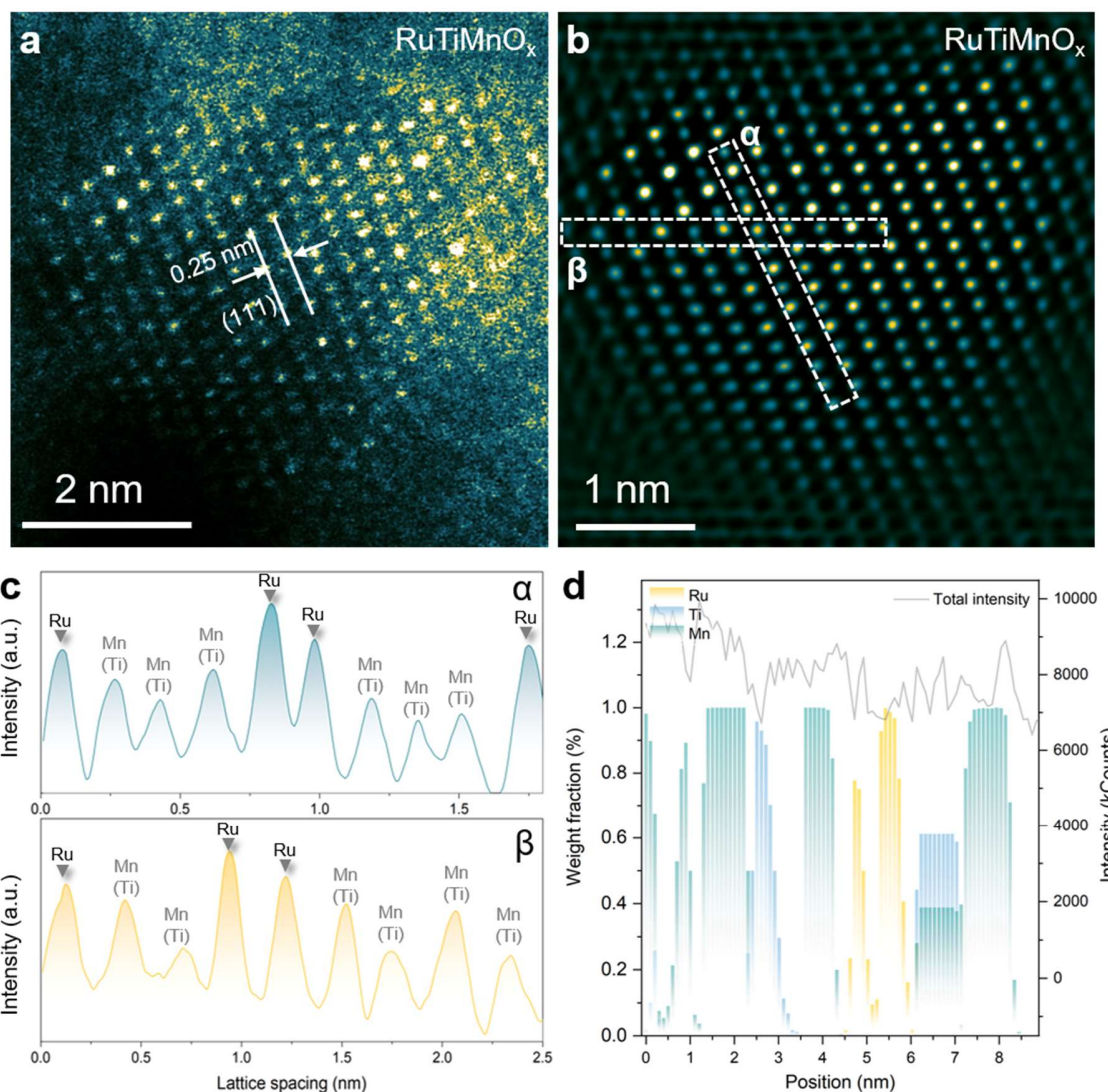 a
RuTiMnOx
0.25 nm
(111)
2 nm
b
RuTiMnOx
α
β
1 nm
c
α
Intensity (a.u.)
Ru
Mn
(Ti)
Mn
(Ti)
Mn
(Ti)
Ru
Ru
Mn
(Ti)
Mn
(Ti)
Mn
(Ti)
Ru
0.0 0.5 1.0 1.5
β
Intensity (a.u.)
Ru
Mn
(Ti)
Mn
(Ti)
Ru
Ru
Mn
(Ti)
Mn
(Ti)
Mn
(Ti)
Mn
(Ti)
0.0 0.5 1.0 1.5 2.0 2.5
Lattice spacing (nm)
d
Ru
Ti
Mn
Total intensity
Weight fraction (%)
1.2
1.0
0.8
0.6
0.4
0.2
0.0
10000
8000
6000
4000
2000
0
Intensity (kCounts)
0 1 2 3 4 5 6 7 8
Position (nm)